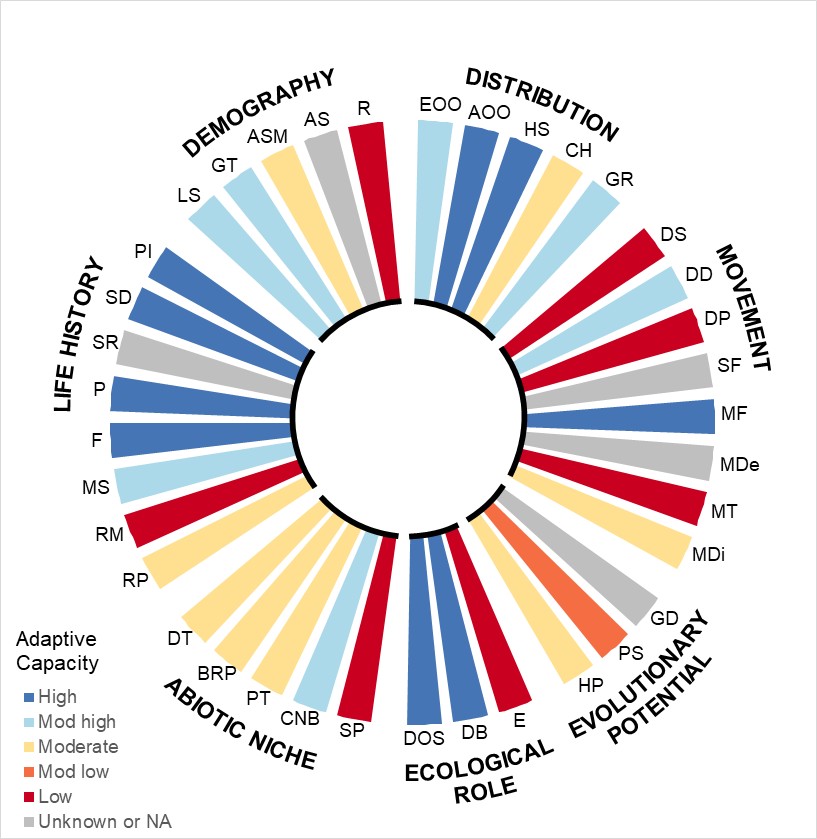 DEMOGRAPHY
DISTRIBUTION
R
AS
ASM
GT
LS
EOO
AOO
HS
CH
GR
MOVEMENT
DS
DD
DP
SF
MF
MDe
MT
MDi
LIFE HISTORY
PI
SD
SR
P
F
MS
RM
RP
GD
PS
HP
EVOLUTIONARY
POTENTIAL
DT
BRP
PT
CNB
SP
ABIOTIC NICHE
DOS
DB
E
ECOLOGICAL
ROLE
Adaptive
Capacity
High
Mod high
Moderate
Mod low
Low
Unknown or NA